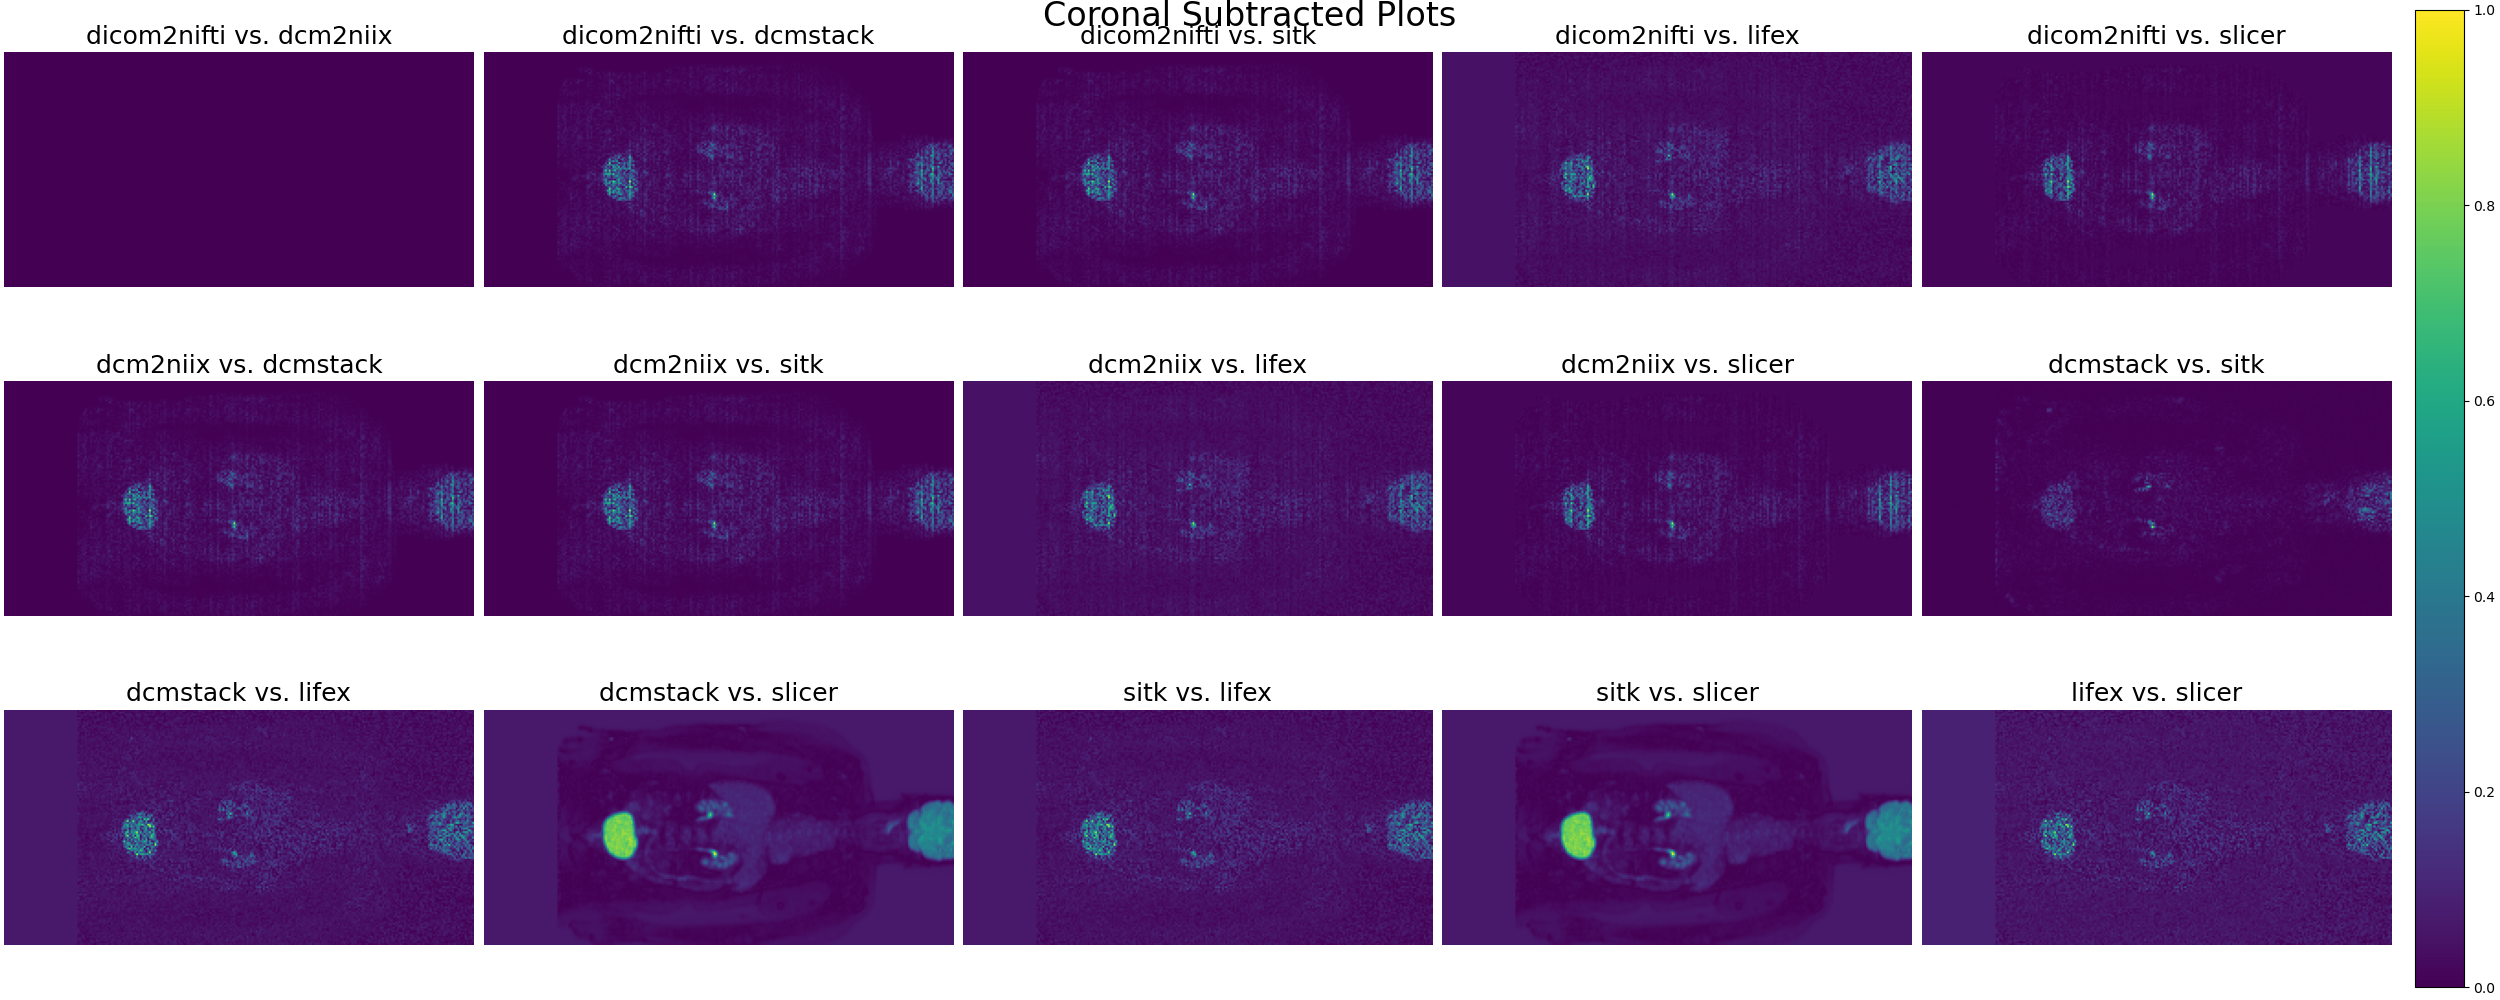 Coronal Subtracted Plots
dicom2nifti vs. dcm2niix
dicom2nifti vs. dcmstack
dicom2nifti vs. sitk
dicom2nifti vs. lifex
dicom2nifti vs. slicer
dcm2niix vs. dcmstack
dcm2niix vs. sitk
dcm2niix vs. lifex
dcm2niix vs. slicer
dcmstack vs. sitk
dcmstack vs. lifex
dcmstack vs. slicer
sitk vs. lifex
sitk vs. slicer
lifex vs. slicer
1.0
0.8
0.6
0.4
0.2
0.0